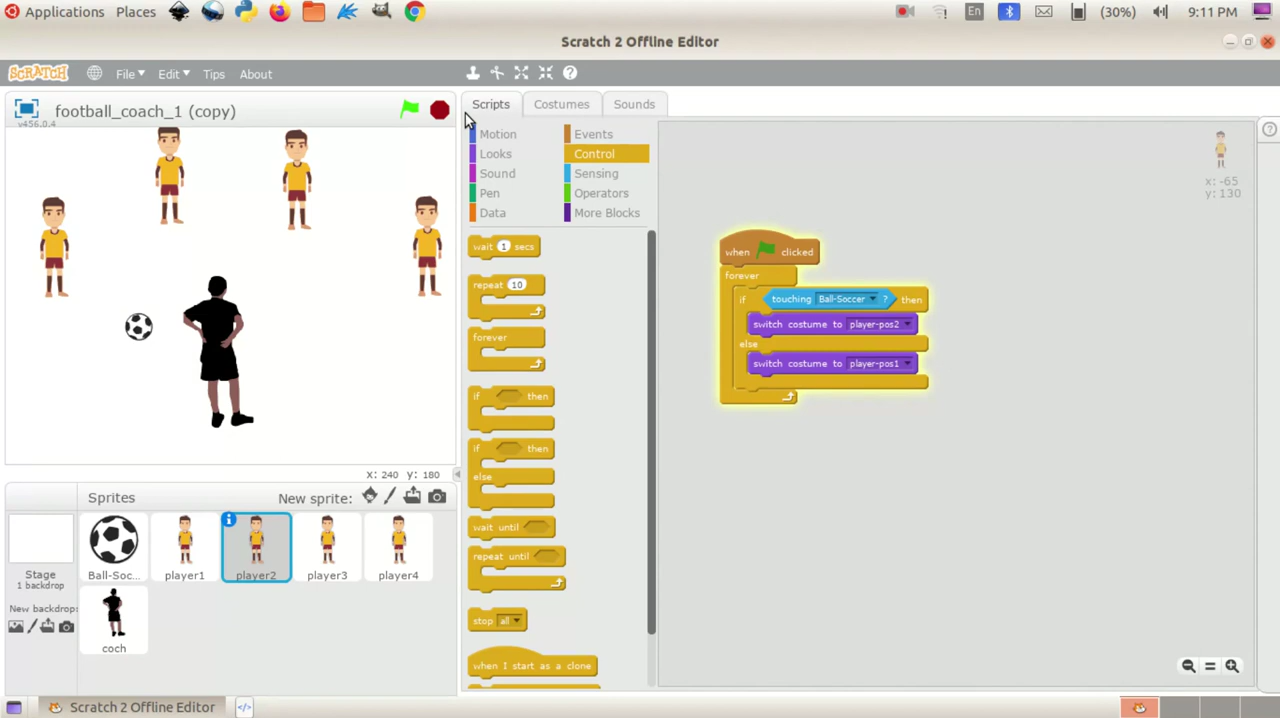 Applications Places En (30%) 9:11 PM
Scratch 2 Offline Editor
SCRATCH File Edit Tips About
football_coach_1 (copy)
v456.0.4
Scripts Costumes Sounds
Motion Events
Looks Control
Sound Sensing
Pen Operators
Data More Blocks
wait 1 secs
repeat 10
forever
if then
if then
else
wait until
repeat until
stop all
when I start as a clone
x: -65
y: 130
when clicked
forever
if touching Ball-Soccer ? then
switch costume to player-pos2
else
switch costume to player-pos1
x: 240 y: 180
Sprites New sprite:
Stage
1 backdrop
New backdrop:
Ball-Soc... player1 player2 player3 player4
coch
Scratch 2 Offline Editor